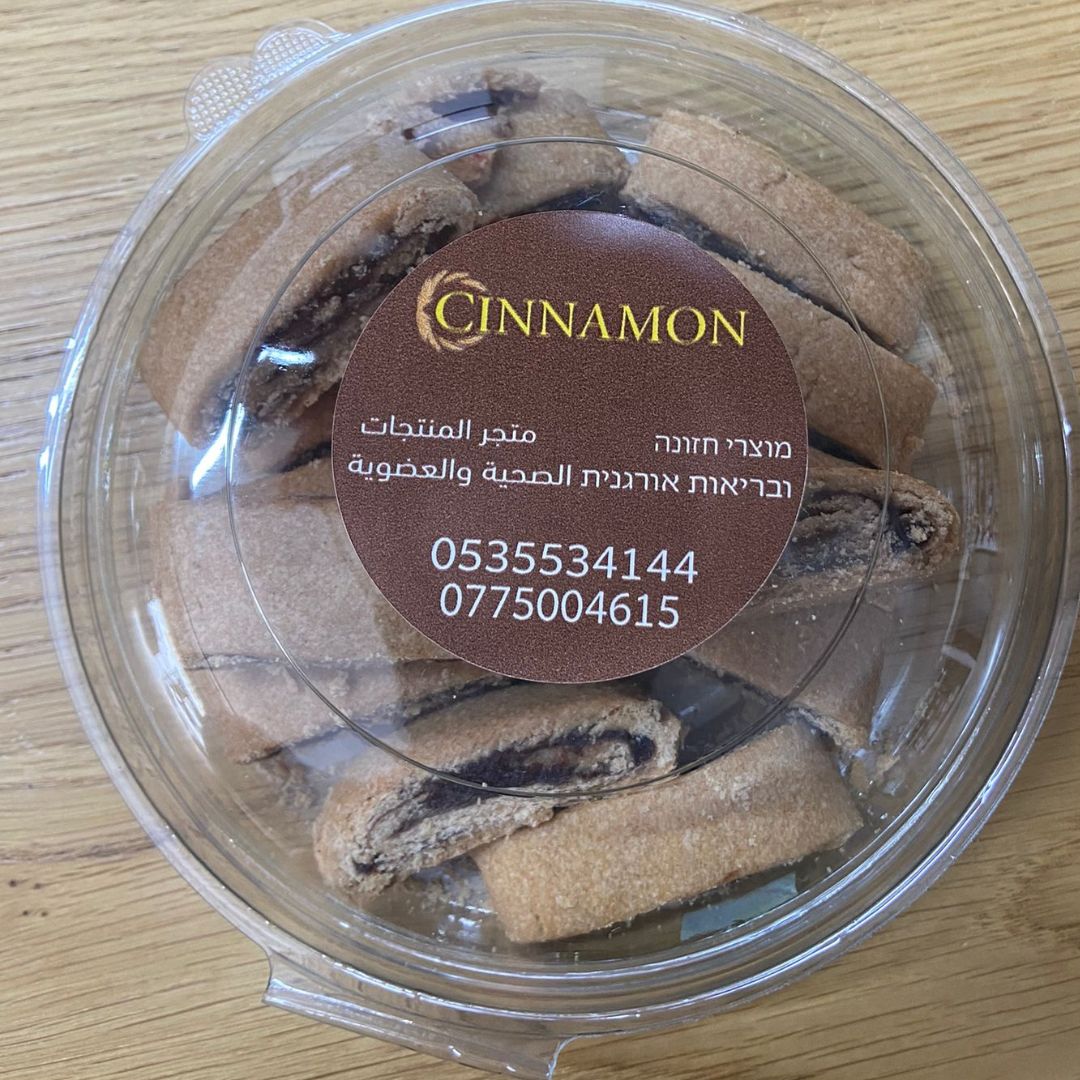 CINNAMON
מוצרי חזונה متجر المنتجات
ובריאות אורגנית الصحية والعضوية
0535534144
0775004615